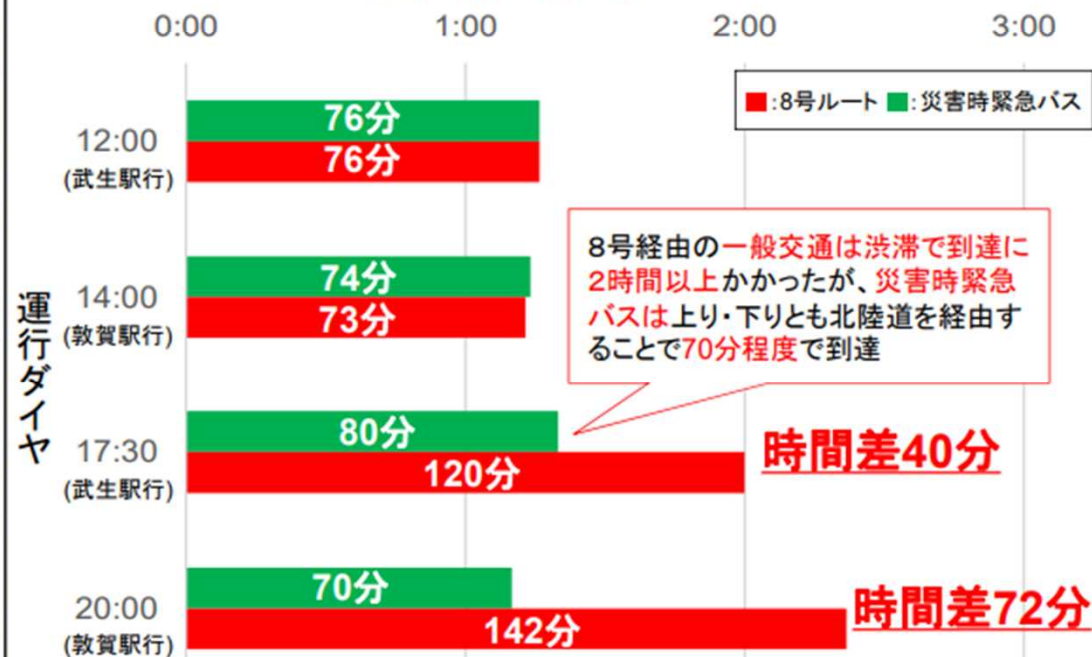 0:00 1:00 2:00 3:00
■:8号ルート ■:災害時緊急バス
運行ダイヤ
12:00
(武生駅行)
76分
76分
14:00
(敦賀駅行)
74分
73分
8号経由の一般交通は渋滞で到達に
2時間以上かかったが、災害時緊急
バスは上り・下りとも北陸道を経由す
ることで70分程度で到達
17:30
(武生駅行)
80分
120分
時間差40分
20:00
(敦賀駅行)
70分
142分
時間差72分